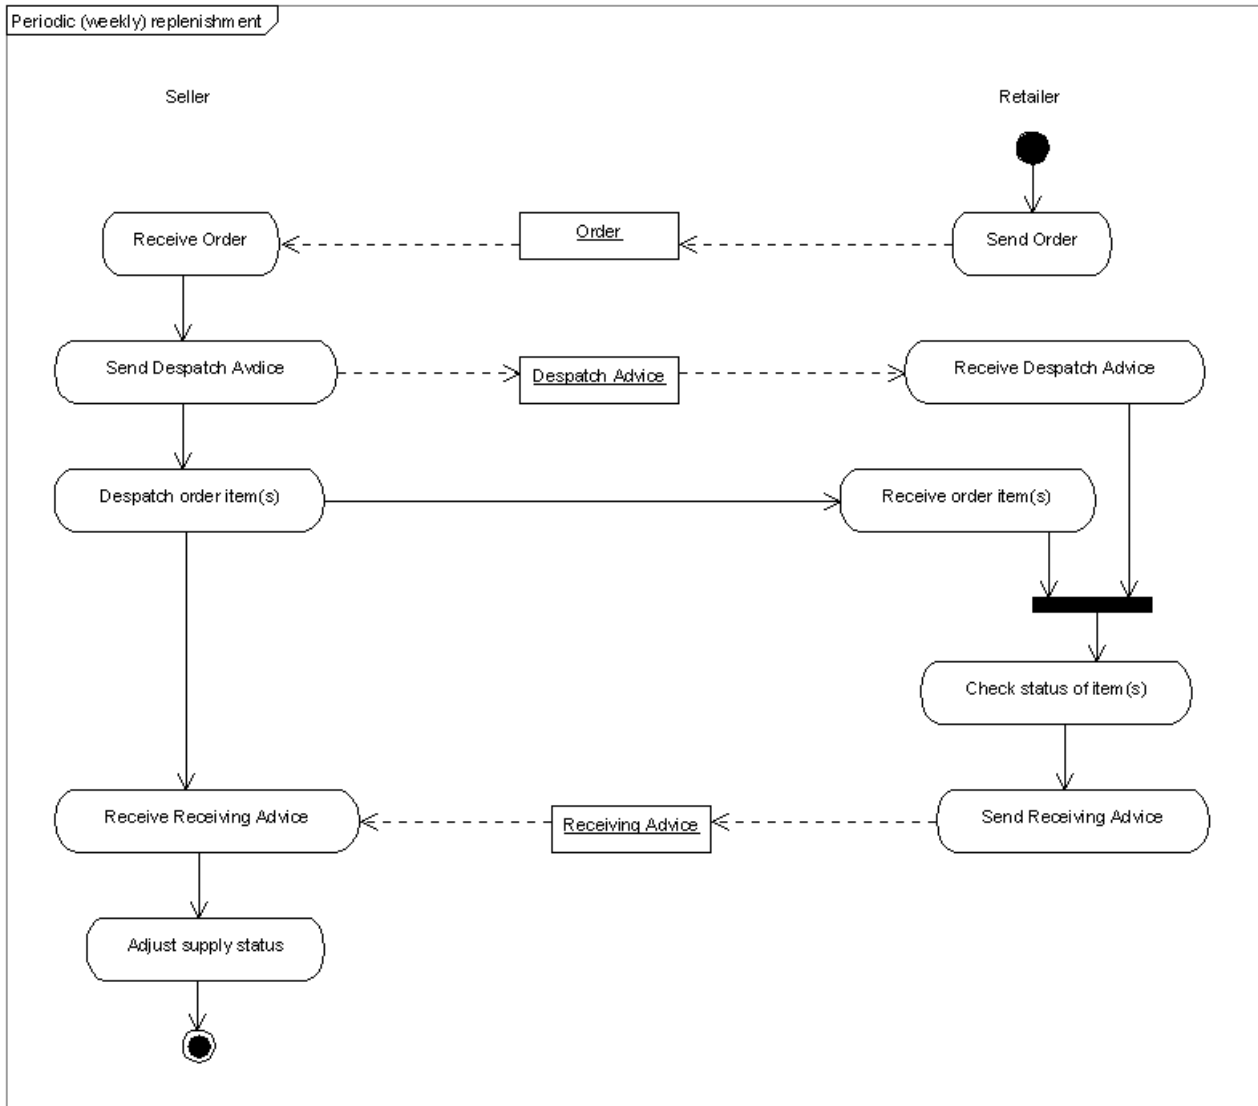 Periodic (weekly) replenishment
Seller
Retailer
Receive Order
Order
Send Order
Send Despatch Avdice
Despatch Advice
Receive Despatch Advice
Despatch order item(s)
Receive order item(s)
Check status of item(s)
Receive Receiving Advice
Receiving Advice
Send Receiving Advice
Adjust supply status